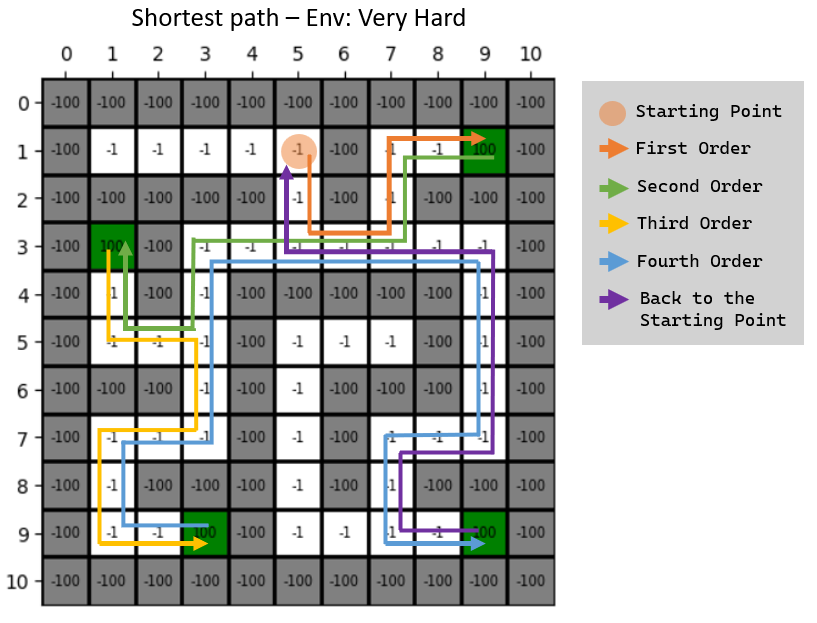 Shortest path – Env: Very Hard
0 1 2 3 4 5 6 7 8 9 10
0 -100 -100 -100 -100 -100 -100 -100 -100 -100 -100 -100
1 -100 -1 -1 -1 -1 -1 -100 -1 -1 100 -100
2 -100 -100 -100 -100 -100 -1 -100 -1 -100 -100 -100
3 -100 100 -100 -1 -1 -1 -1 -1 -1 -1 -100
4 -100 -1 -100 -1 -100 -100 -100 -100 -100 -1 -100
5 -100 -1 -1 -1 -100 -1 -1 -1 -100 -1 -100
6 -100 -100 -100 -1 -100 -1 -100 -100 -100 -1 -100
7 -100 -1 -1 -1 -100 -1 -100 -1 -1 -1 -100
8 -100 -1 -100 -100 -100 -1 -100 -1 -100 -100 -100
9 -100 -1 -1 100 -100 -1 -1 -1 -1 100 -100
10 -100 -100 -100 -100 -100 -100 -100 -100 -100 -100 -100
Starting Point
First Order
Second Order
Third Order
Fourth Order
Back to the
Starting Point